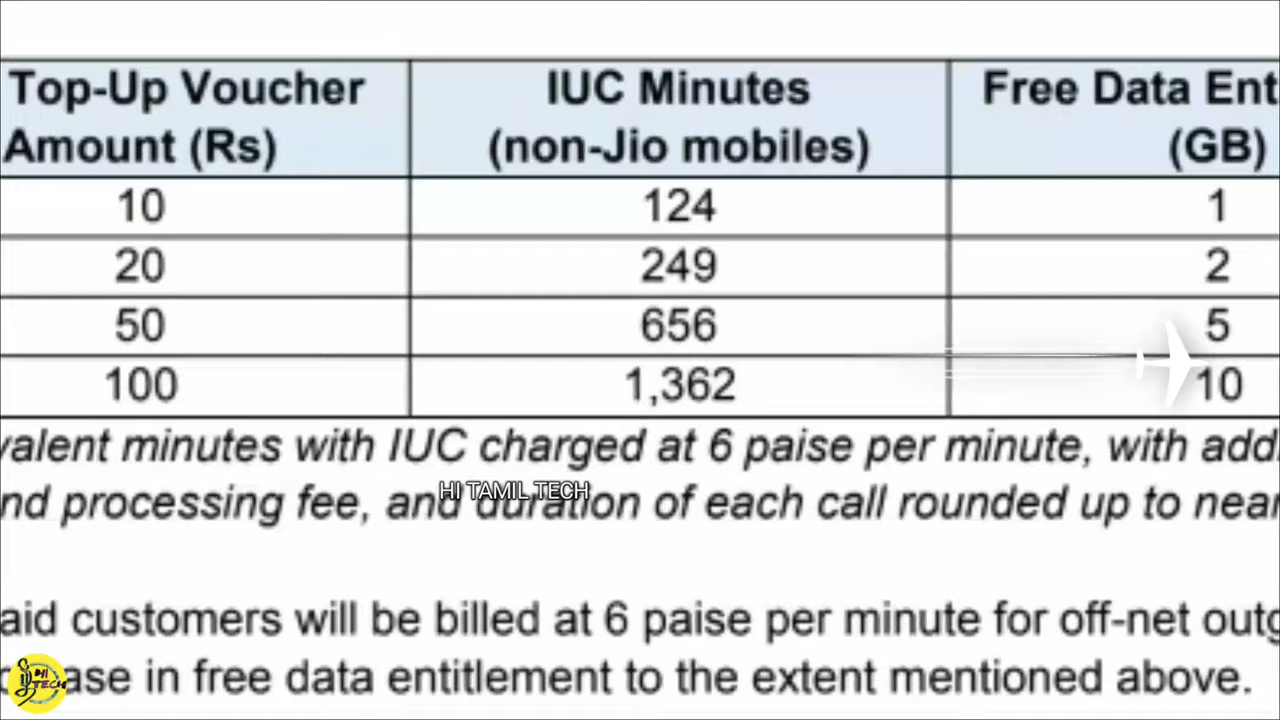 Top-Up Voucher Amount (Rs) IUC Minutes (non-Jio mobiles) Free Data Ent (GB)
10 124 1
20 249 2
50 656 5
100 1,362 10
valent minutes with IUC charged at 6 paise per minute, with addi
HI TAMIL TECH
nd processing fee, and duration of each call rounded up to near
aid customers will be billed at 6 paise per minute for off-net outg
ease in free data entitlement to the extent mentioned above.
HI
TECH